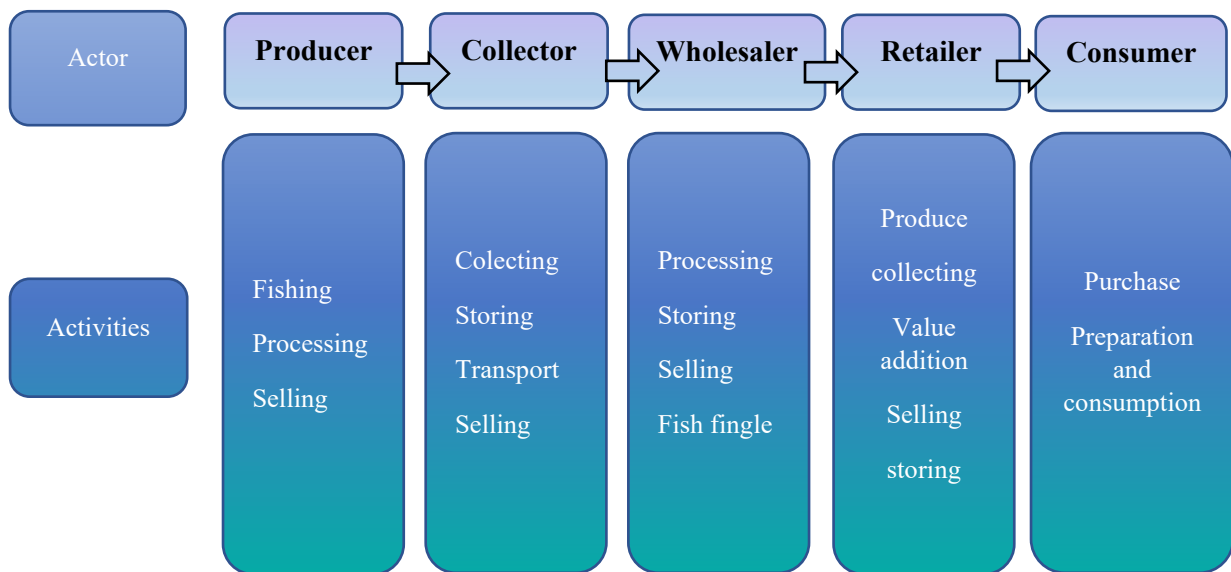 Actor
Producer
Collector
Wholesaler
Retailer
Consumer
Activities
Fishing
Processing
Selling
Colecting
Storing
Transport
Selling
Processing
Storing
Selling
Fish fingle
Produce
collecting
Value
addition
Selling
storing
Purchase
Preparation
and
consumption